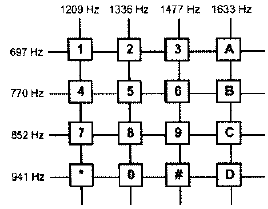 1209 Hz 1336 Hz 1477 Hz 1633 Hz
697 Hz 1 2 3 A
770 Hz 4 5 6 B
852 Hz 7 8 9 C
941 Hz * 0 # D